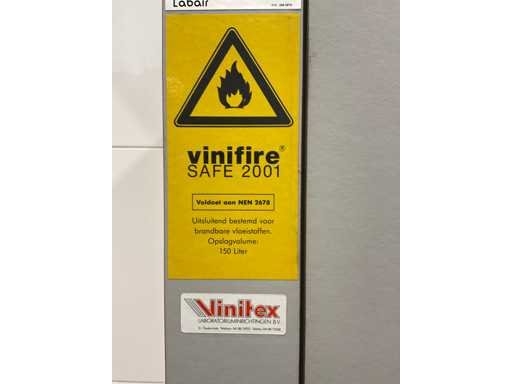 Labair
vinifire®
SAFE 2001
Voldoet aan NEN 2678
Uitsluitend bestemd voor
brandbare vloeistoffen.
Opslagvolume:
150 Liter
Vinitex
LABORATORIUMINRICHTINGEN B.V.